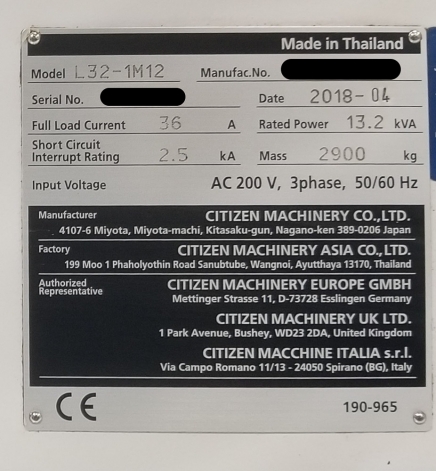 Made in Thailand
Model L32-1M12 Manufac.No.
Serial No. Date 2018-04
Full Load Current 36 A Rated Power 13.2 kVA
Short Circuit
Interrupt Rating 2.5 kA Mass 2900 kg
Input Voltage AC 200 V, 3phase, 50/60 Hz
Manufacturer CITIZEN MACHINERY CO.,LTD.
4107-6 Miyota, Miyota-machi, Kitasaku-gun, Nagano-ken 389-0206 Japan
Factory CITIZEN MACHINERY ASIA CO.,LTD.
199 Moo 1 Phaholyothin Road Sanubtube, Wangnoi, Ayutthaya 13170, Thailand
Authorized
Representative CITIZEN MACHINERY EUROPE GMBH
Mettinger Strasse 11, D-73728 Esslingen Germany
CITIZEN MACHINERY UK LTD.
1 Park Avenue, Bushey, WD23 2DA, United Kingdom
CITIZEN MACCHINE ITALIA s.r.l.
Via Campo Romano 11/13 - 24050 Spirano (BG), Italy
CE 190-965